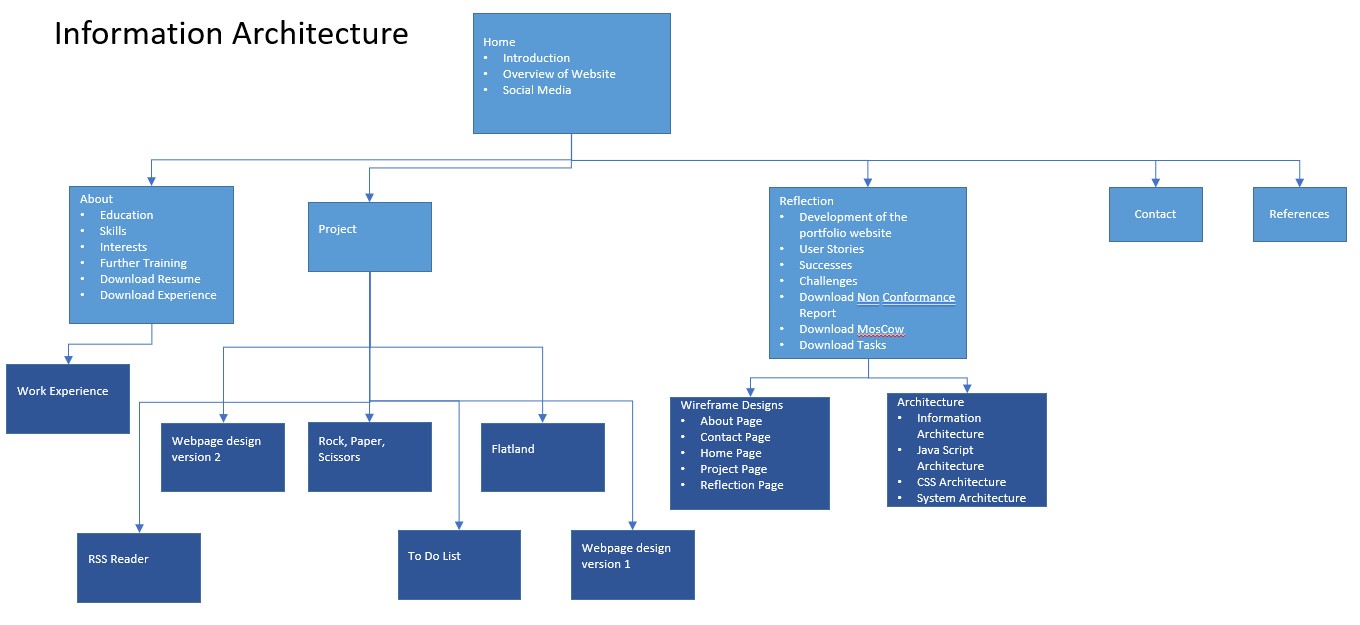 Information Architecture
Home
• Introduction
• Overview of Website
• Social Media
About
• Education
• Skills
• Interests
• Further Training
• Download Resume
• Download Experience
Project
Reflection
• Development of the
portfolio website
• User Stories
• Successes
• Challenges
• Download Non Conformance
Report
• Download MosCow
• Download Tasks
Contact
References
Work Experience
Webpage design
version 2
Rock, Paper,
Scissors
Flatland
Wireframe Designs
• About Page
• Contact Page
• Home Page
• Project Page
• Reflection Page
Architecture
• Information
Architecture
• Java Script
Architecture
• CSS Architecture
• System Architecture
RSS Reader
To Do List
Webpage design
version 1